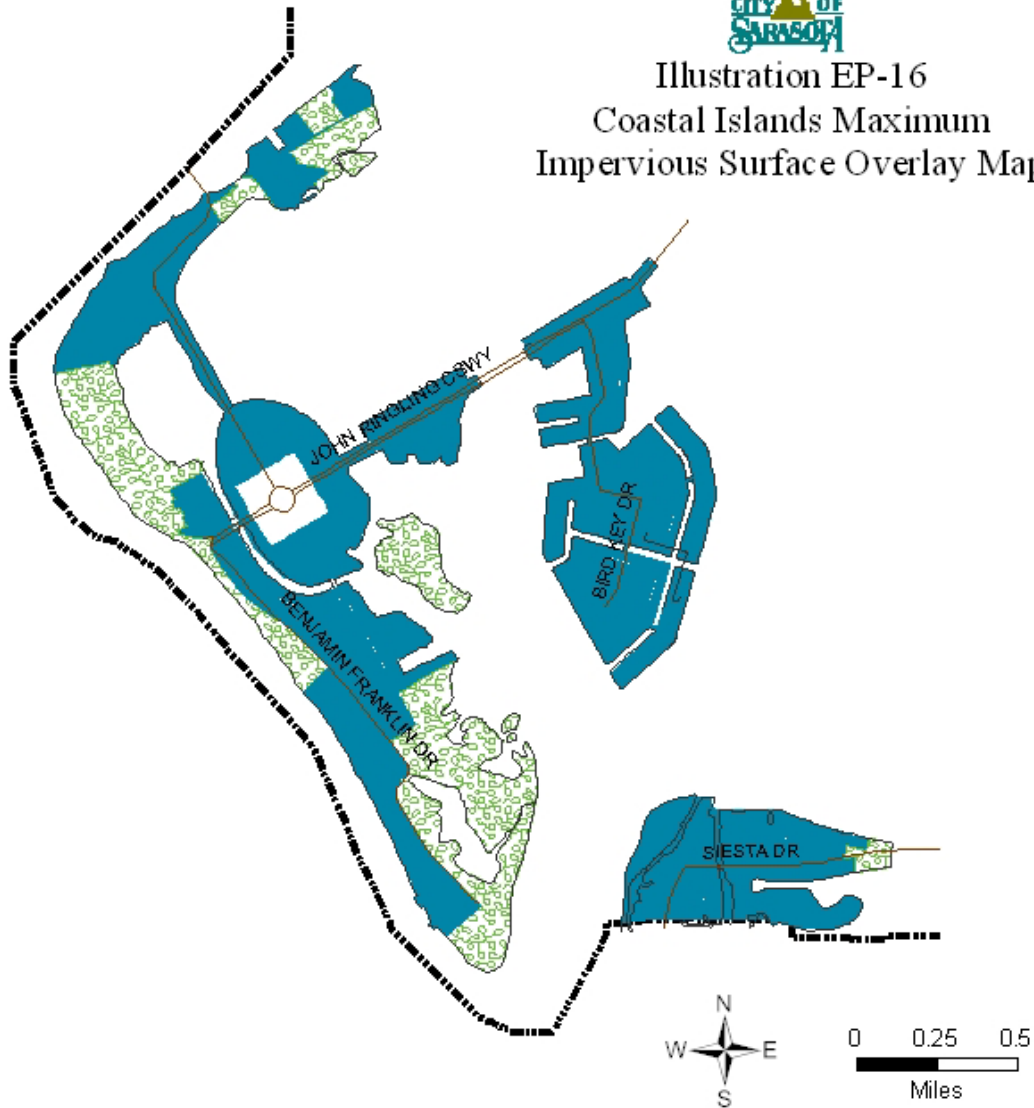 CITY OF
SARASOTA
Illustration EP-16
Coastal Islands Maximum
Impervious Surface Overlay Map
JOHN RINGLING CSWY
BIRD KEY DR
BENJAMIN FRANKLIN DR
SIESTA DR
N
W E
S
0 0.25 0.5
Miles